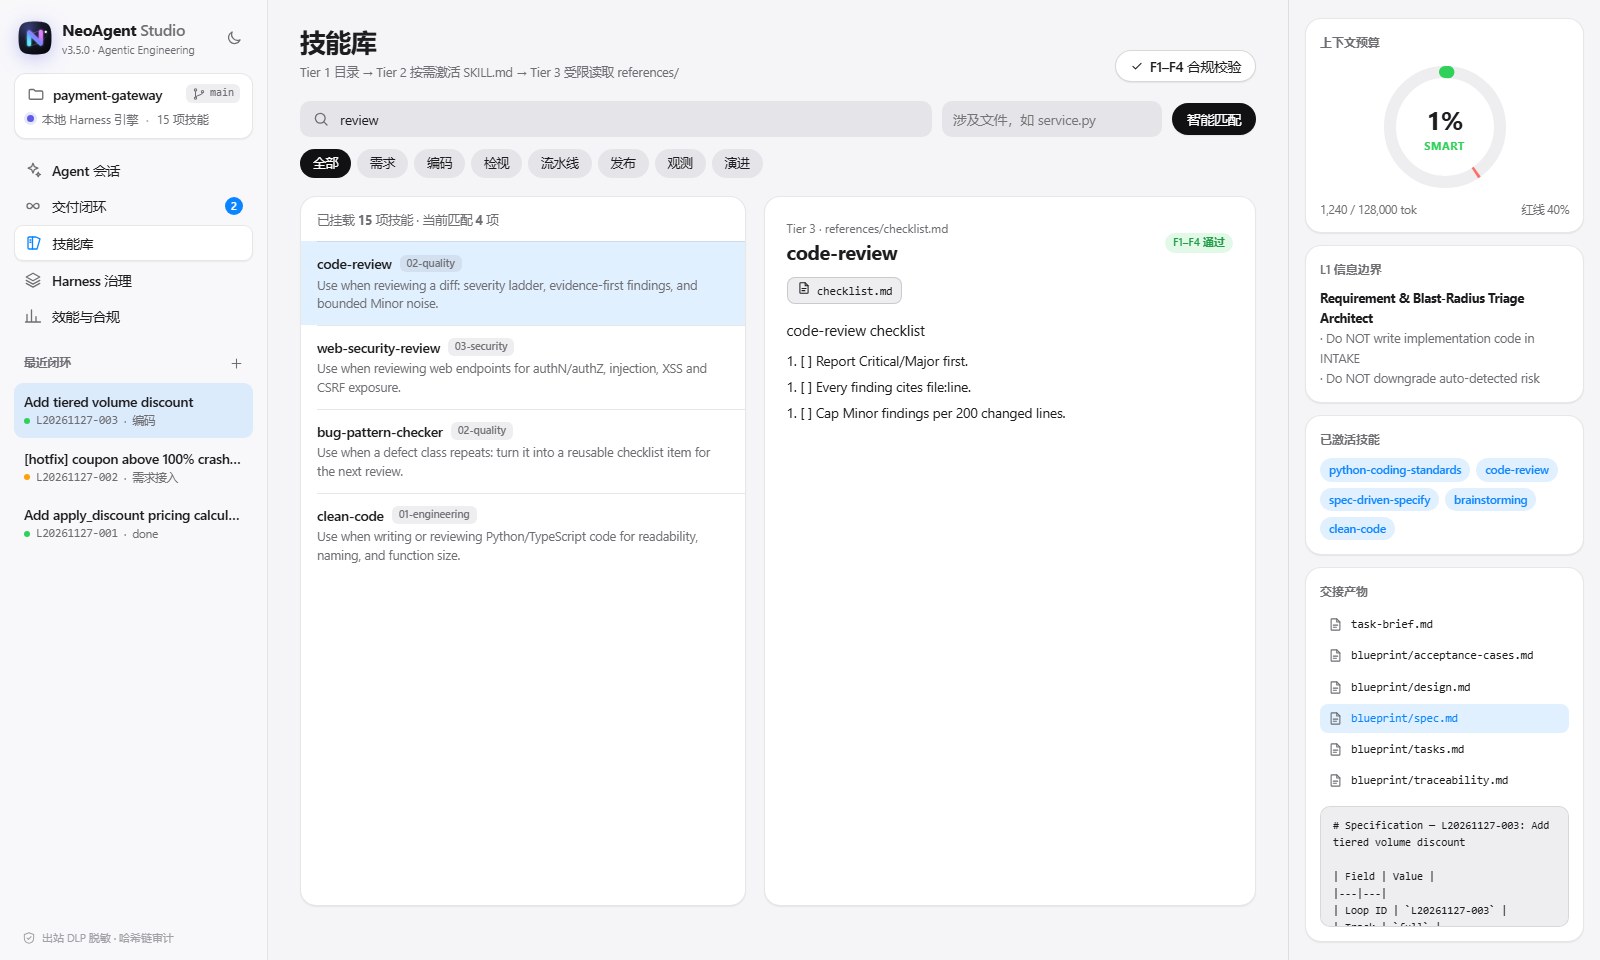 NeoAgent Studio
v3.5.0 · Agentic Engineering
payment-gateway
main
本地 Harness 引擎 · 15 项技能
Agent 会话
交付闭环
2
技能库
Harness 治理
效能与合规
最近闭环
Add tiered volume discount
L20261127-003 · 编码
[hotfix] coupon above 100% crash...
L20261127-002 · 需求接入
Add apply_discount pricing calcul...
L20261127-001 · done
出站 DLP 脱敏 · 哈希链审计
技能库
Tier 1 目录 → Tier 2 按需激活 SKILL.md → Tier 3 受限读取 references/
F1–F4 合规校验
review
涉及文件，如 service.py
智能匹配
全部
需求
编码
检视
流水线
发布
观测
演进
已挂载 15 项技能 · 当前匹配 4 项
code-review
02-quality
Use when reviewing a diff: severity ladder, evidence-first findings, and
bounded Minor noise.
web-security-review
03-security
Use when reviewing web endpoints for authN/authZ, injection, XSS and
CSRF exposure.
bug-pattern-checker
02-quality
Use when a defect class repeats: turn it into a reusable checklist item for
the next review.
clean-code
01-engineering
Use when writing or reviewing Python/TypeScript code for readability,
naming, and function size.
Tier 3 · references/checklist.md
code-review
F1–F4 通过
checklist.md
code-review checklist
1. [ ] Report Critical/Major first.
1. [ ] Every finding cites file:line.
1. [ ] Cap Minor findings per 200 changed lines.
上下文预算
1%
SMART
1,240 / 128,000 tok
红线 40%
L1 信息边界
Requirement & Blast-Radius Triage
Architect
· Do NOT write implementation code in
INTAKE
· Do NOT downgrade auto-detected risk
已激活技能
python-coding-standards
code-review
spec-driven-specify
brainstorming
clean-code
交接产物
task-brief.md
blueprint/acceptance-cases.md
blueprint/design.md
blueprint/spec.md
blueprint/tasks.md
blueprint/traceability.md
# Specification — L20261127-003: Add
tiered volume discount
| Field | Value |
|---|---|
| Loop ID | `L20261127-003` |
| Track | `full` |